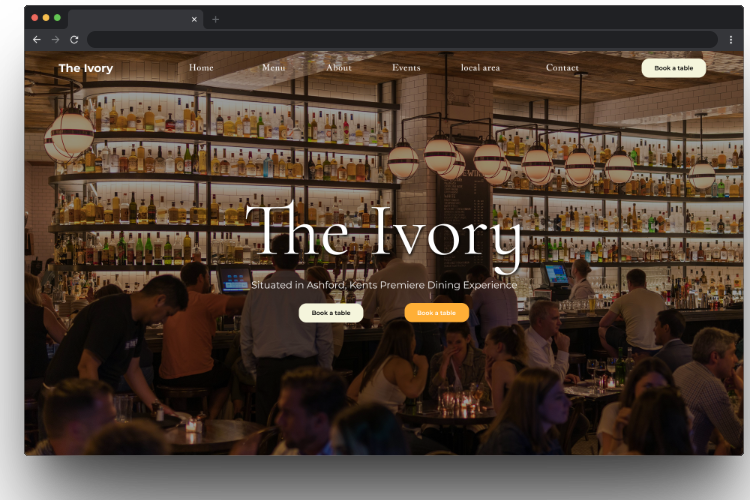 The Ivory
Home
Menu
About
Events
local area
Contact
Book a table
The Ivory
Situated in Ashford, Kents Premiere Dining Experience
Book a table
Book a table